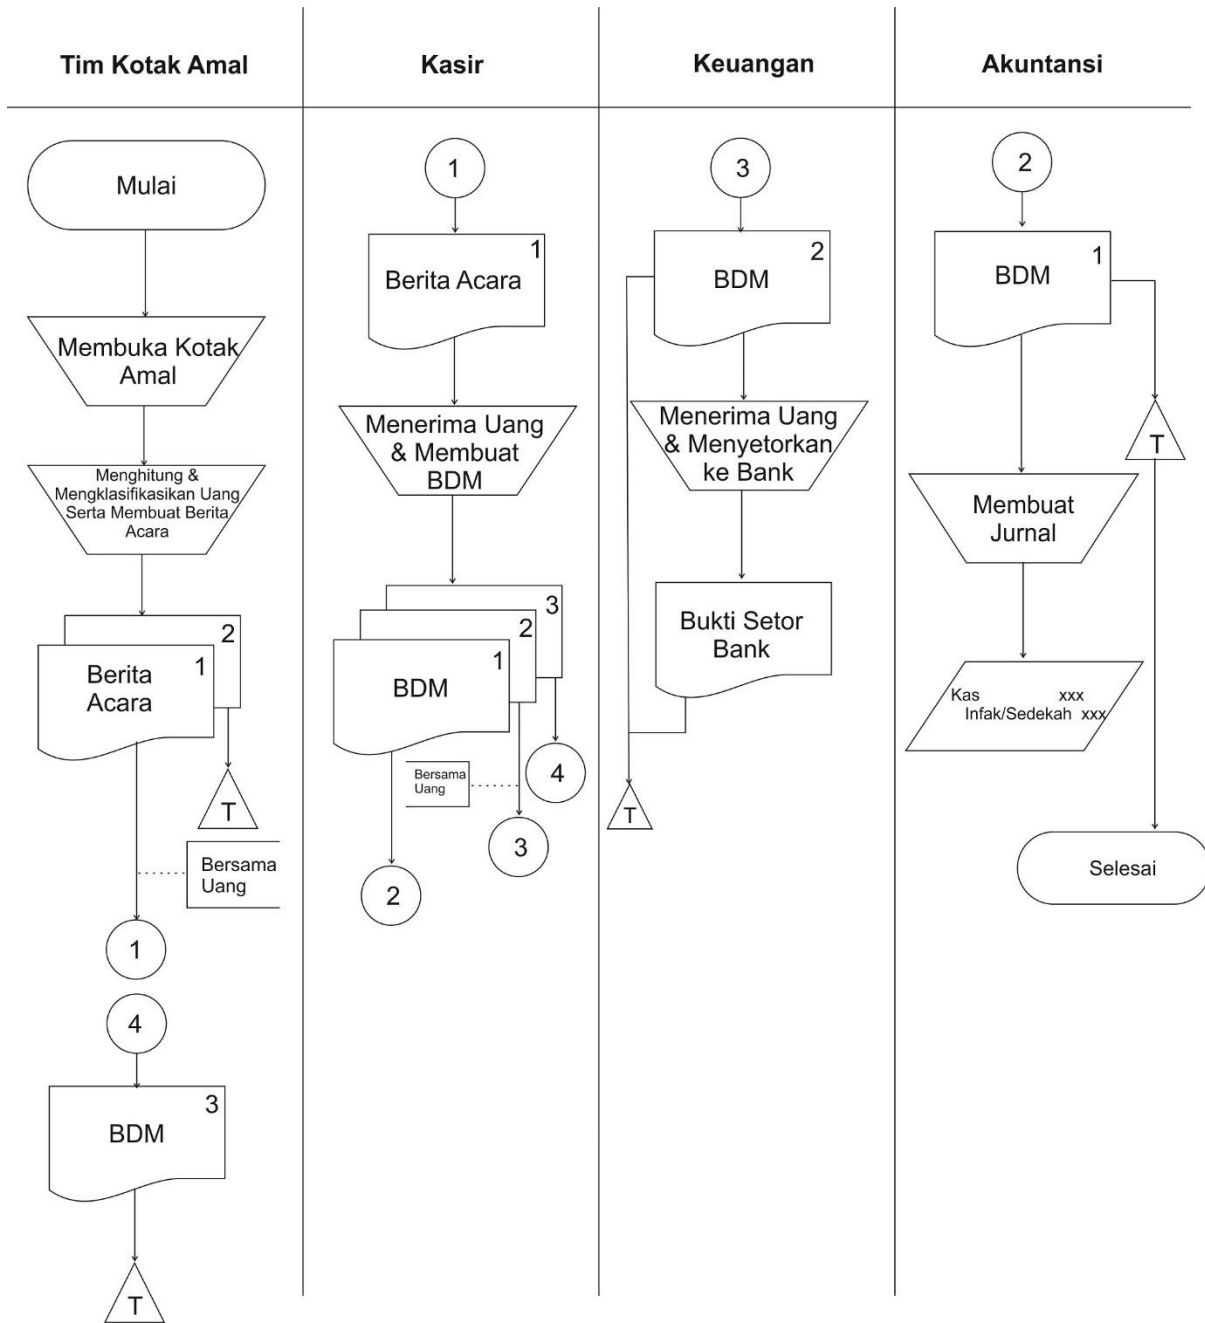 Tim Kotak Amal
Kasir
Keuangan
Akuntansi
Mulai
Membuka Kotak
Amal
Menghitung &
Mengklasifikasikan Uang
Serta Membuat Berita
Acara
2
1
Berita
Acara
T
Bersama
Uang
1
4
3
BDM
T
1
1
Berita Acara
Menerima Uang
& Membuat
BDM
3
2
1
BDM
Bersama
Uang
4
3
2
3
2
BDM
Menerima Uang
& Menyetorkan
ke Bank
Bukti Setor
Bank
T
2
1
BDM
T
Membuat
Jurnal
Kas xxx
Infak/Sedekah xxx
Selesai